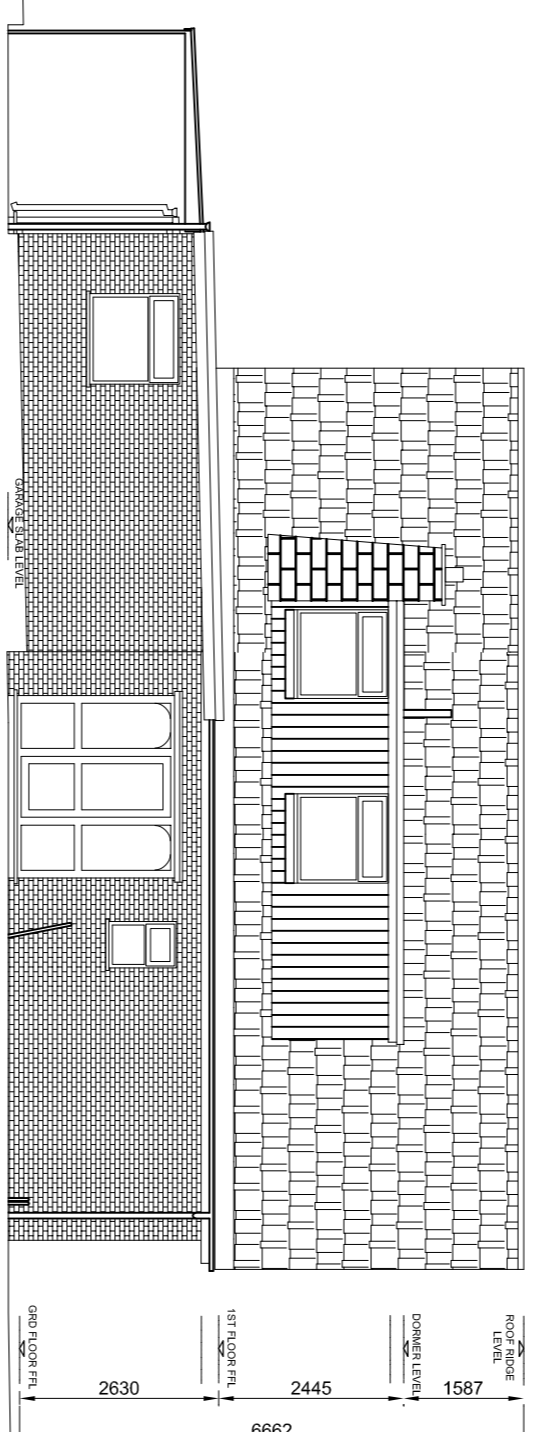 GARAGE SLAB LEVEL
ROOF RIDGE
LEVEL
DORMER LEVEL
1ST FLOOR FFL
GRD FLOOR FFL
2630
2445
1587
6662